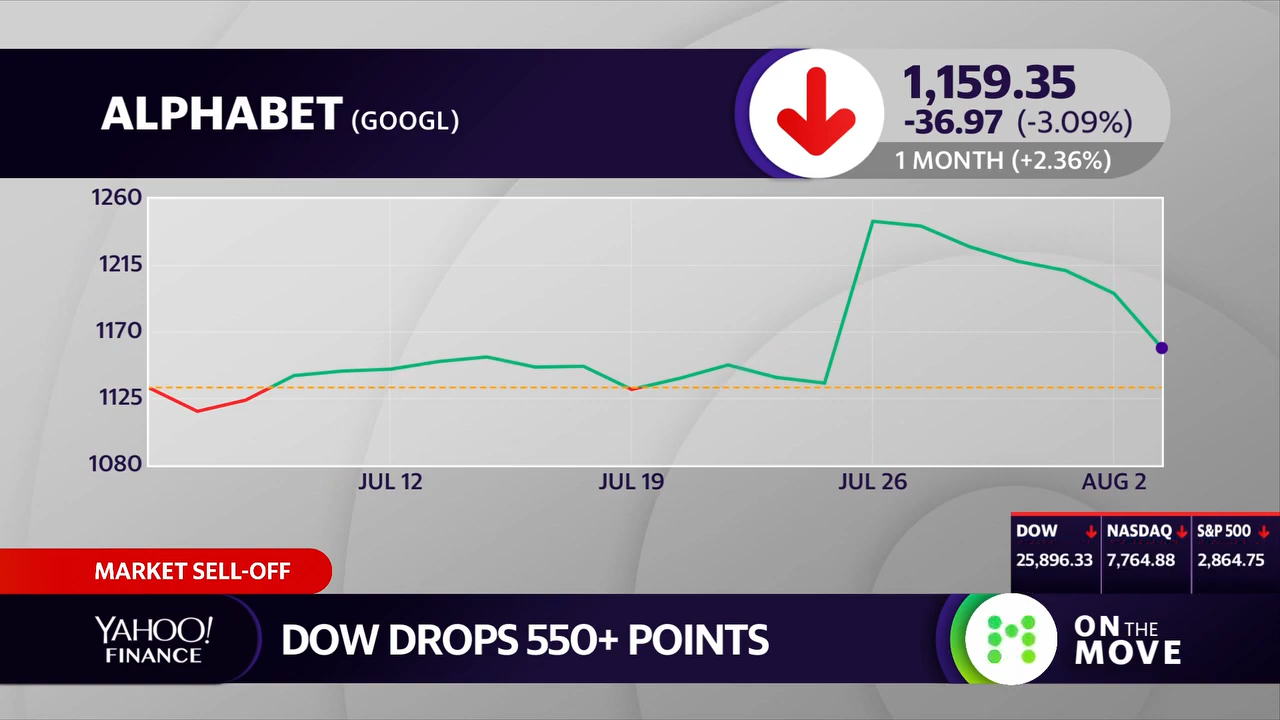 ALPHABET (GOOGL)
1,159.35
-36.97 (-3.09%)
1 MONTH (+2.36%)
1260
1215
1170
1125
1080
JUL 12 JUL 19 JUL 26 AUG 2
DOW NASDAQ S&P 500
25,896.33 7,764.88 2,864.75
MARKET SELL-OFF
YAHOO!
FINANCE
DOW DROPS 550+ POINTS
ON THE
MOVE